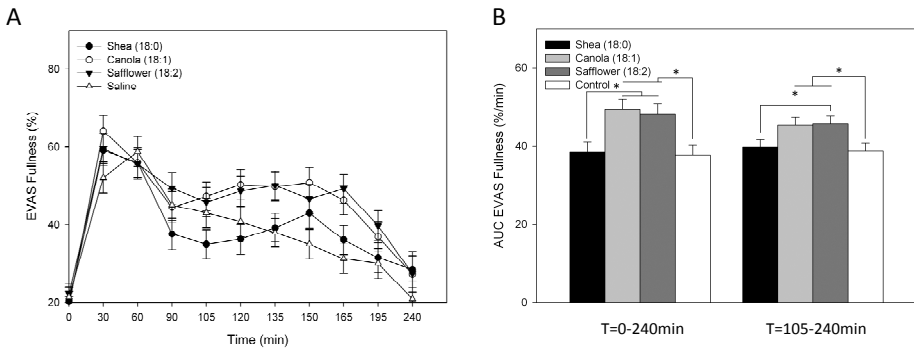 A
Shea (18:0)
Canola (18:1)
Safflower (18:2)
Saline
EVAS Fullness (%)
80
60
40
20
0 30 60 90 105 120 135 150 165 195 240
Time (min)
B
Shea (18:0)
Canola (18:1)
Safflower (18:2)
Control
* *
* *
AUC EVAS Fullness (%/min)
60
40
20
0
T=0-240min T=105-240min